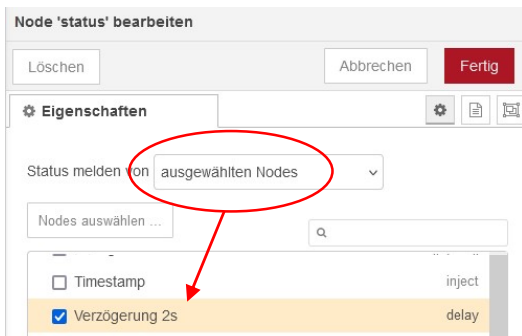 Node 'status' bearbeiten
Löschen
Abbrechen
Fertig
Eigenschaften
Status melden von
ausgewählten Nodes
Nodes auswählen ...
Timestamp
inject
Verzögerung 2s
delay